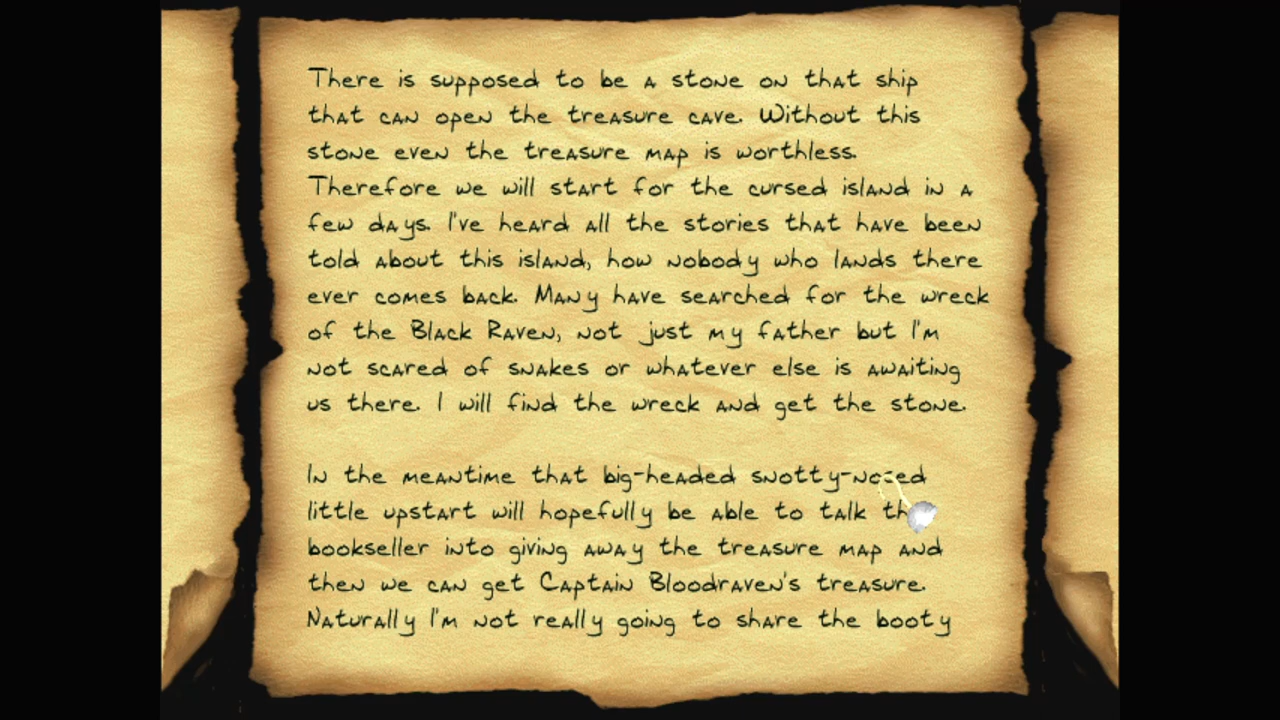 There is supposed to be a stone on that ship
that can open the treasure cave. Without this
stone even the treasure map is worthless.
Therefore we will start for the cursed island in a
few days. I've heard all the stories that have been
told about this island, how nobody who lands there
ever comes back. Many have searched for the wreck
of the Black Raven, not just my father but I'm
not scared of snakes or whatever else is awaiting
us there. I will find the wreck and get the stone.
In the meantime that big-headed snotty-nosed
little upstart will hopefully be able to talk the
bookseller into giving away the treasure map and
then we can get Captain Bloodraven's treasure.
Naturally I'm not really going to share the booty